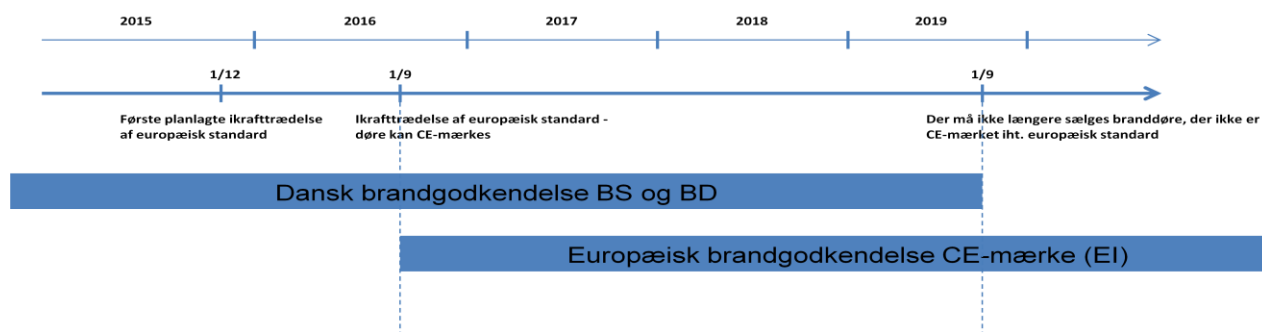 2015 2016 2017 2018 2019
1/12 1/9 1/9
Første planlagte ikrafttrædelse
af europæisk standard
Ikrafttrædelse af europæisk standard -
døre kan CE-mærkes
Der må ikke længere sælges branddøre, der ikke er
CE-mærket iht. europæisk standard
Dansk brandgodkendelse BS og BD
Europæisk brandgodkendelse CE-mærke (EI)